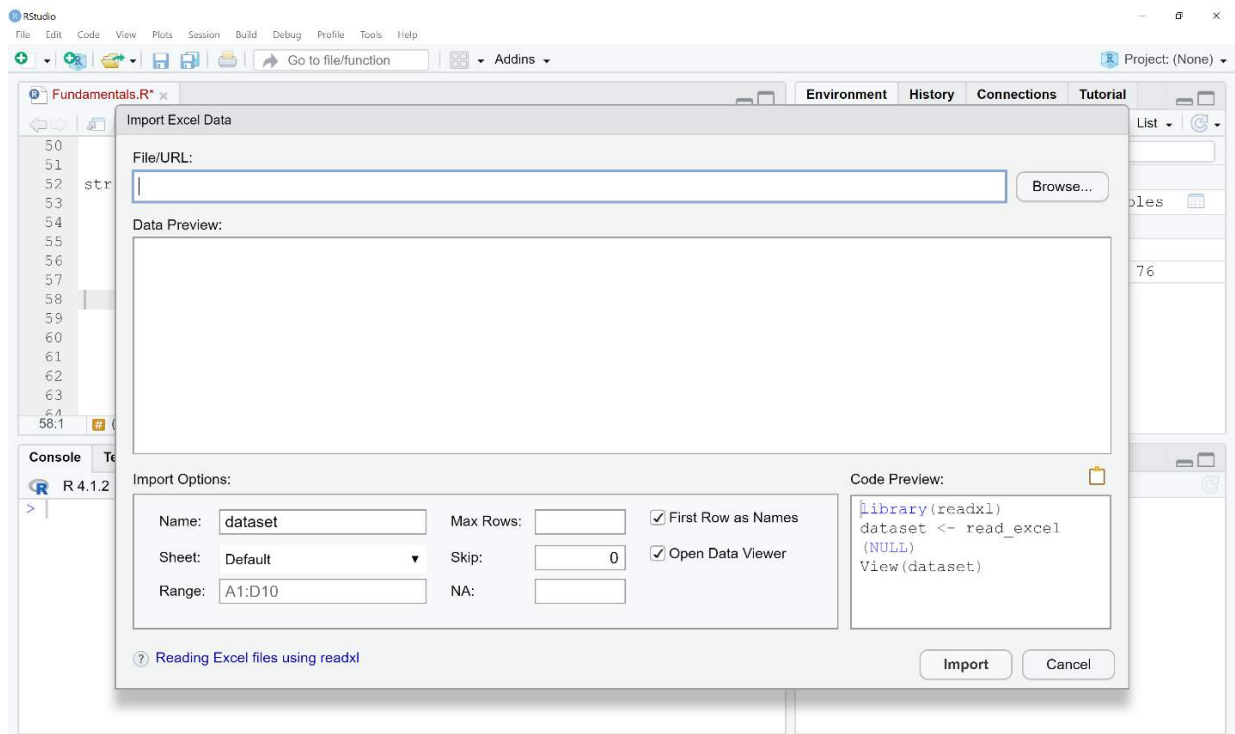 RStudio
File Edit Code View Plots Session Build Debug Profile Tools Help
Go to file/function Addins Project: (None)
Fundamentals.R* Environment History Connections Tutorial
Import Excel Data List
50
51
52 str
53
54
55
56
57 76
58
59
60
61
62
63
64
58:1
File/URL:
Browse...
Data Preview:
Console
R 4.1.2
>
Import Options:
Name: dataset Max Rows: First Row as Names
Sheet: Default Skip: 0 Open Data Viewer
Range: A1:D10 NA:
Code Preview:
library(readxl)
dataset <- read_excel
(NULL)
View(dataset)
? Reading Excel files using readxl
Import Cancel